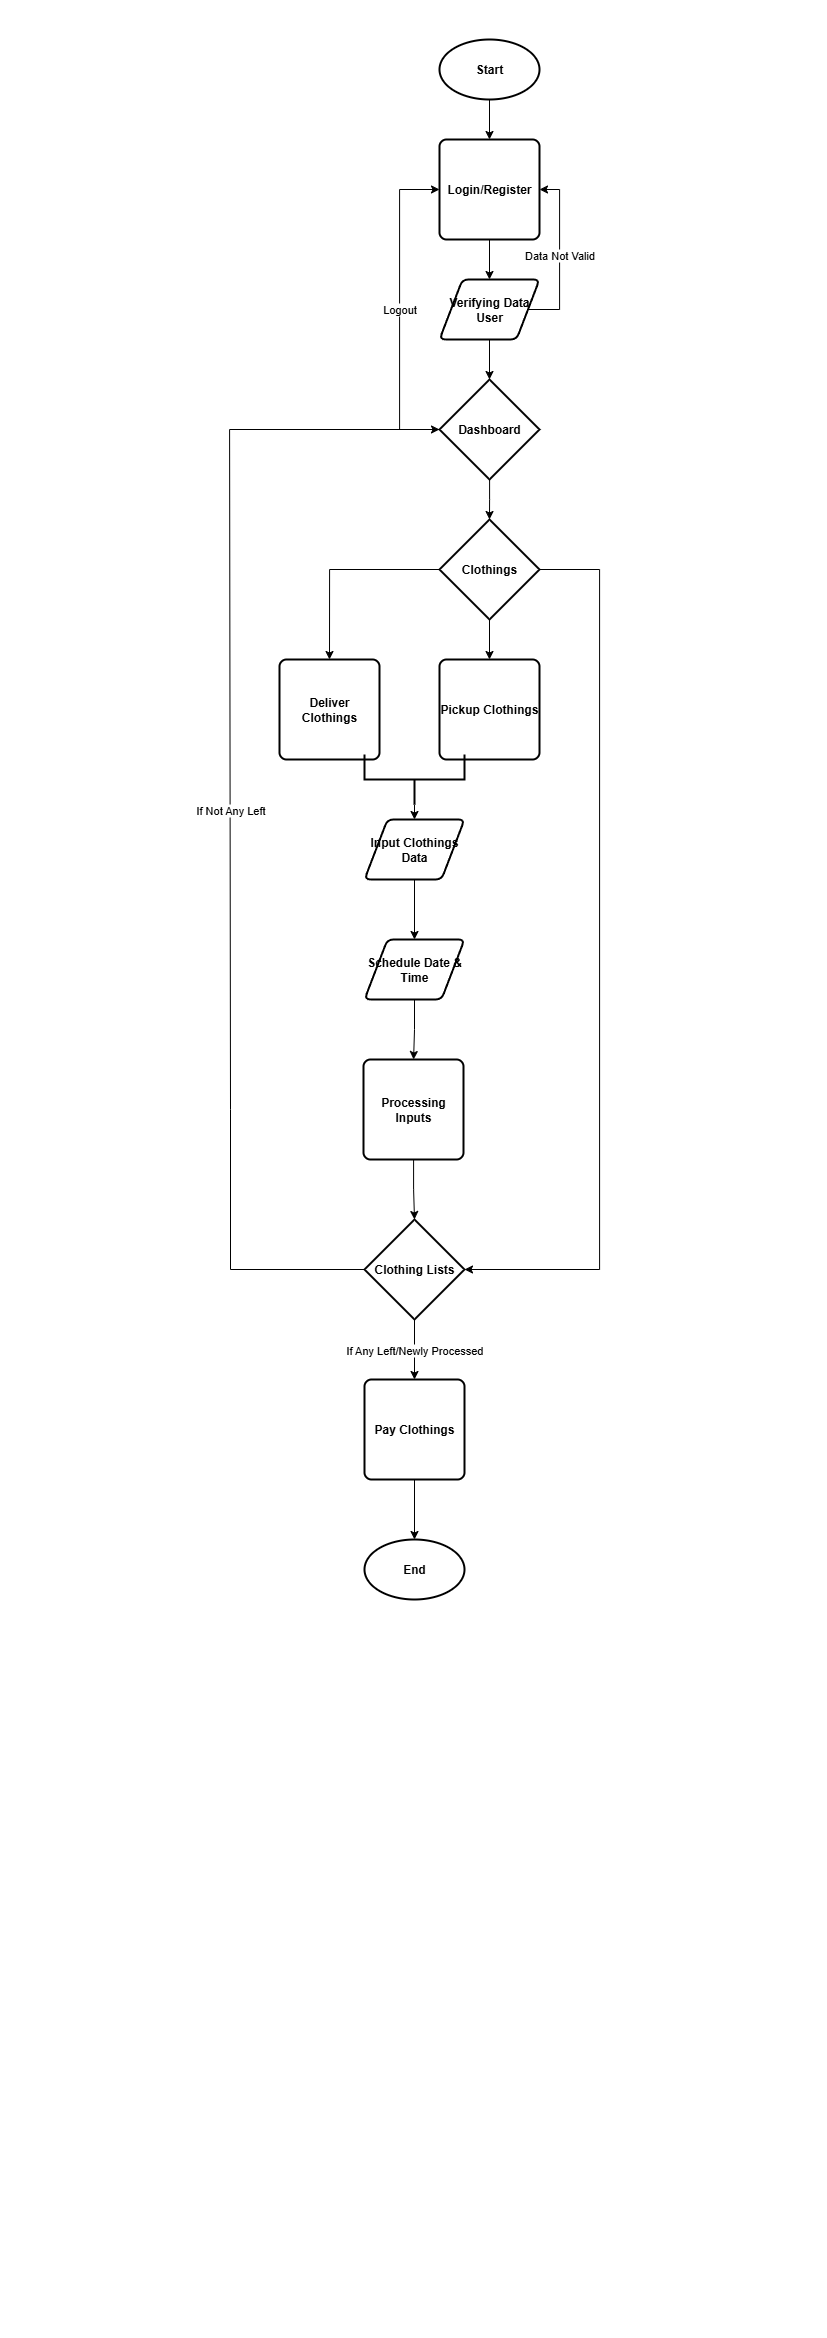 Start
Login/Register
Data Not Valid
Verifying Data
User
Logout
Dashboard
Clothings
Deliver
Clothings
Pickup Clothings
If Not Any Left
Input Clothings
Data
Schedule Date &
Time
Processing
Inputs
Clothing Lists
If Any Left/Newly Processed
Pay Clothings
End